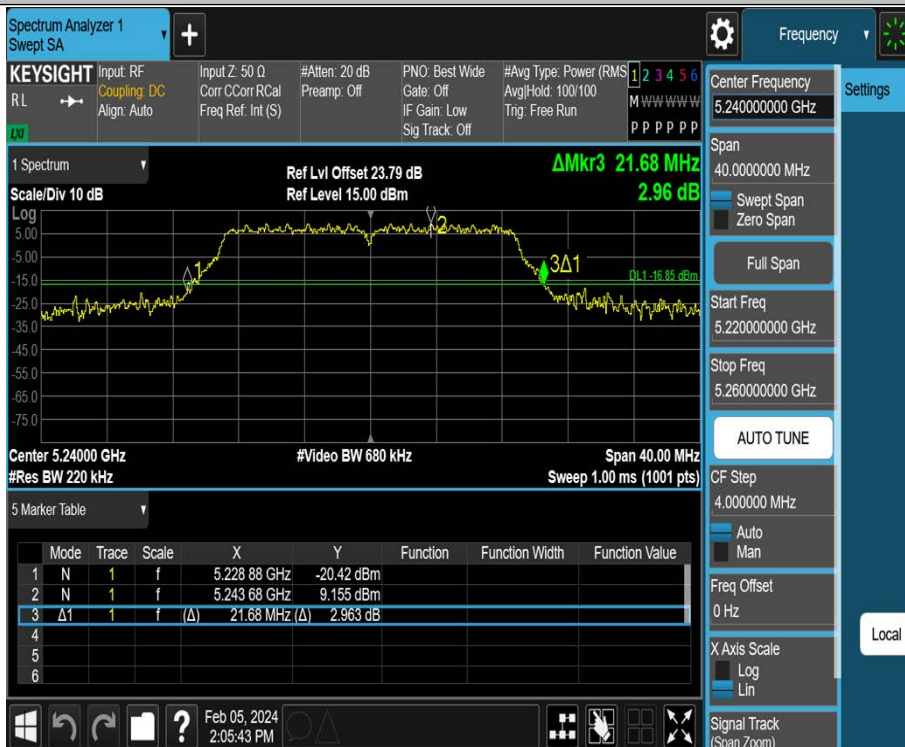 Spectrum Analyzer 1
Swept SA
+
Frequency
KEYSIGHT
RL
LXI
Input: RF
Coupling: DC
Align: Auto
Input Z: 50 Ω
Corr CCorr RCal
Freq Ref: Int (S)
#Atten: 20 dB
Preamp: Off
PNO: Best Wide
Gate: Off
IF Gain: Low
Sig Track: Off
#Avg Type: Power (RMS
Avg|Hold: 100/100
Trig: Free Run
1 2 3 4 5 6
M W W W W W
P P P P P P
1 Spectrum
Scale/Div 10 dB
Ref Lvl Offset 23.79 dB
Ref Level 15.00 dBm
ΔMkr3 21.68 MHz
2.96 dB
Log
5.00
-5.00
-15.0
-25.0
-35.0
-45.0
-55.0
-65.0
-75.0
1
2
3Δ1
DL1 -16.85 dBm
Center 5.24000 GHz
#Video BW 680 kHz
Span 40.00 MHz
#Res BW 220 kHz
Sweep 1.00 ms (1001 pts)
5 Marker Table
Mode Trace Scale X Y Function Function Width Function Value
1 N 1 f 5.228 88 GHz -20.42 dBm
2 N 1 f 5.243 68 GHz 9.155 dBm
3 Δ1 1 f (Δ) 21.68 MHz (Δ) 2.963 dB
4
5
6
?
Feb 05, 2024
2:05:43 PM
Center Frequency
5.240000000 GHz
Span
40.0000000 MHz
Swept Span
Zero Span
Full Span
Start Freq
5.220000000 GHz
Stop Freq
5.260000000 GHz
AUTO TUNE
CF Step
4.000000 MHz
Auto
Man
Freq Offset
0 Hz
X Axis Scale
Log
Lin
Signal Track
(Span Zoom)
Settings
Local